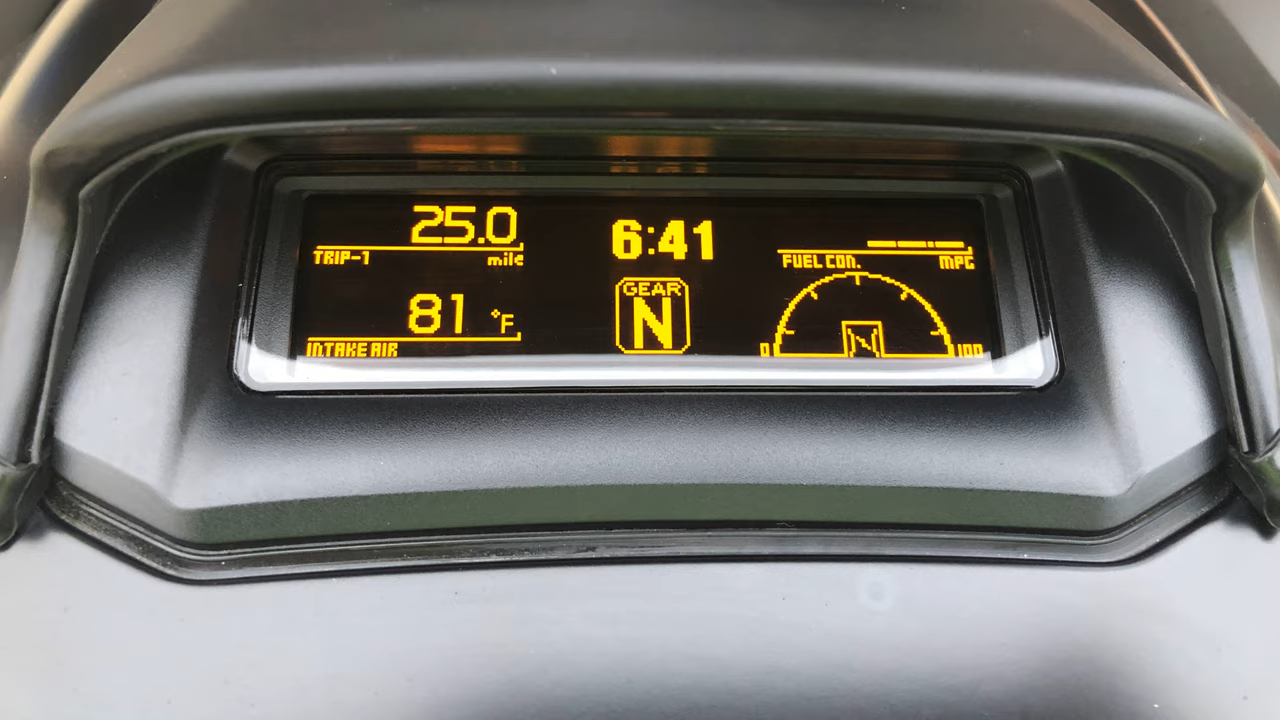 25.0
TRIP-1 mile
81 °F
INTAKE AIR
6:41
GEAR
N
--.-
FUEL CON. MPG
N
0 100